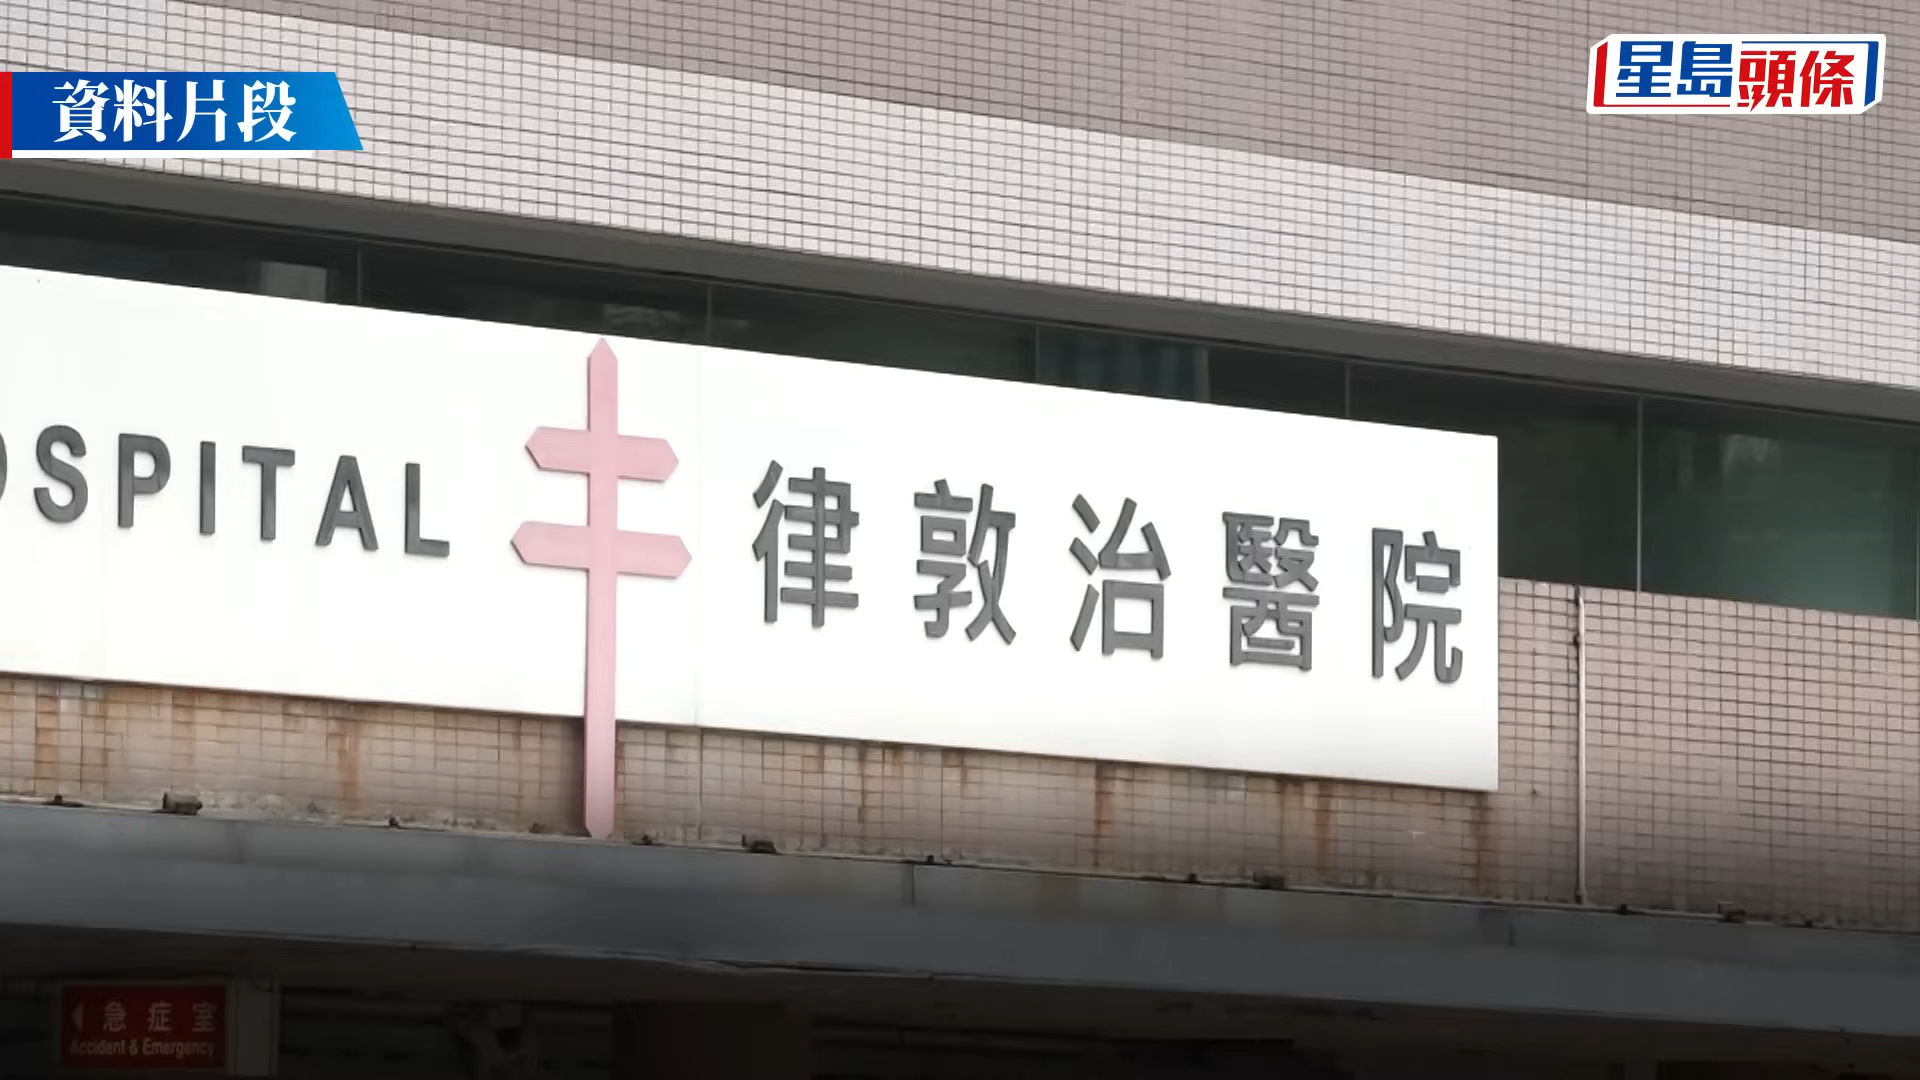 資料片段
星島頭條
OSPITAL 律敦治醫院
急症室
Accident & Emergency